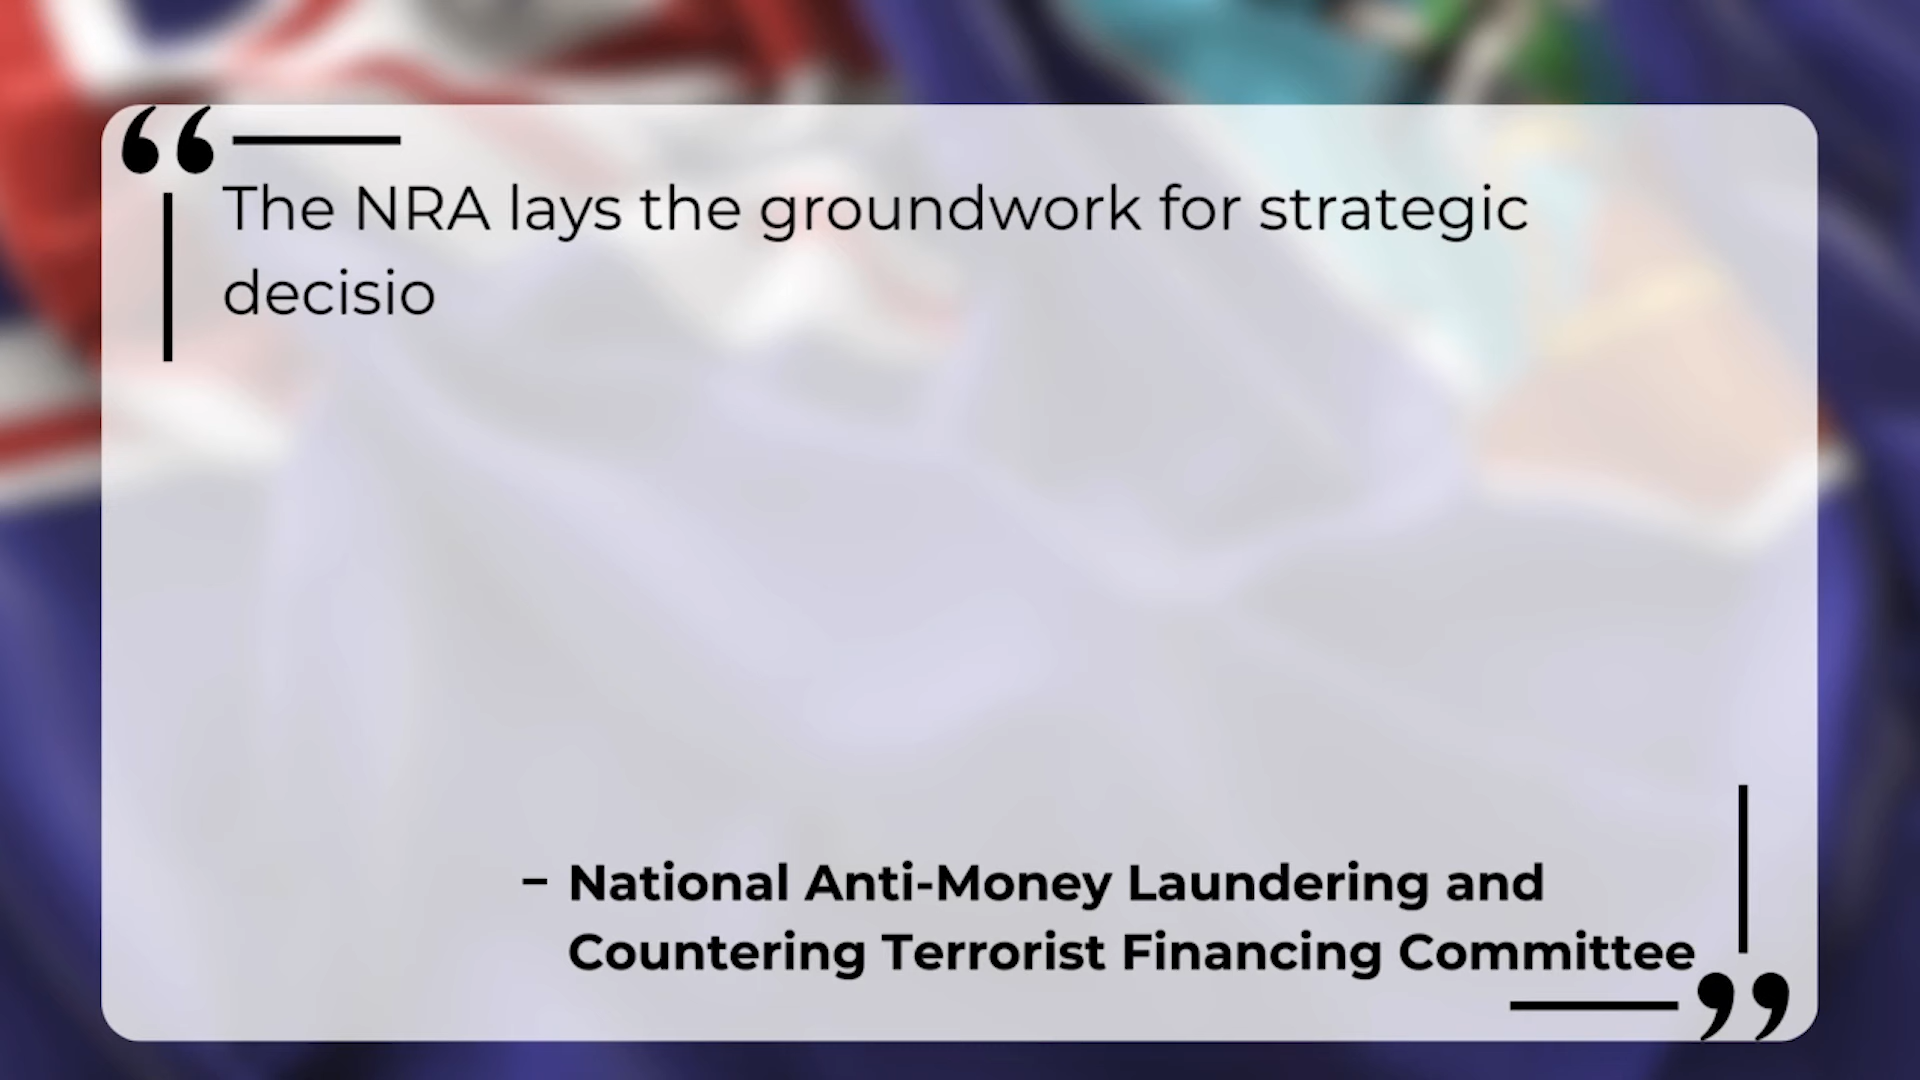 “
The NRA lays the groundwork for strategic
decisio
– National Anti-Money Laundering and
Countering Terrorist Financing Committee
”